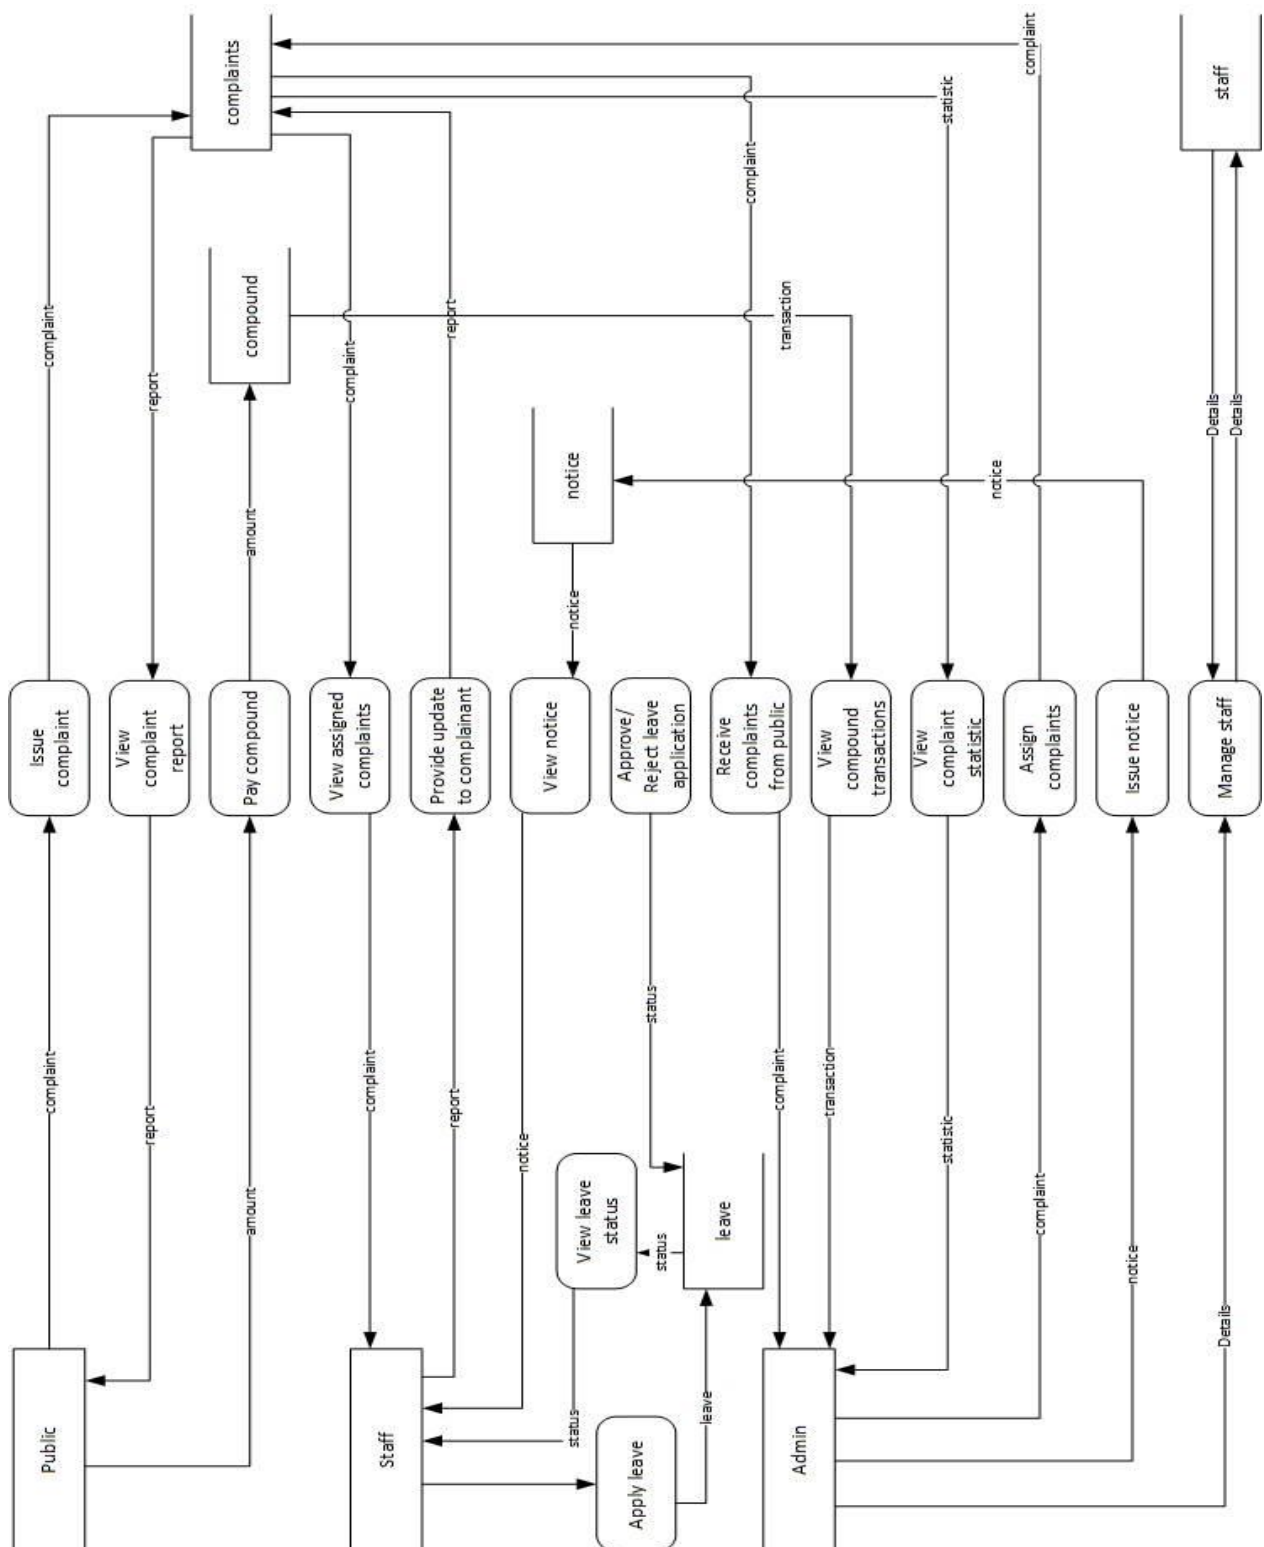 Public
Staff
Admin
complaint
report
amount
complaint
report
notice
status
Apply leave
leave
View leave
status
status
leave
status
complaint
transaction
statistic
complaint
notice
Details
Issue
complaint
View
complaint
report
Pay compound
View assigned
complaints
Provide update
to complainant
View notice
Approve/
Reject leave
application
Receive
complaints
from public
View
compound
transactions
View
complaint
statistic
Assign
complaints
Issue notice
Manage staff
complaint
report
amount
complaint
report
notice
complaint
transaction
statistic
complaint
notice
Details
Details
complaints
compound
notice
staff